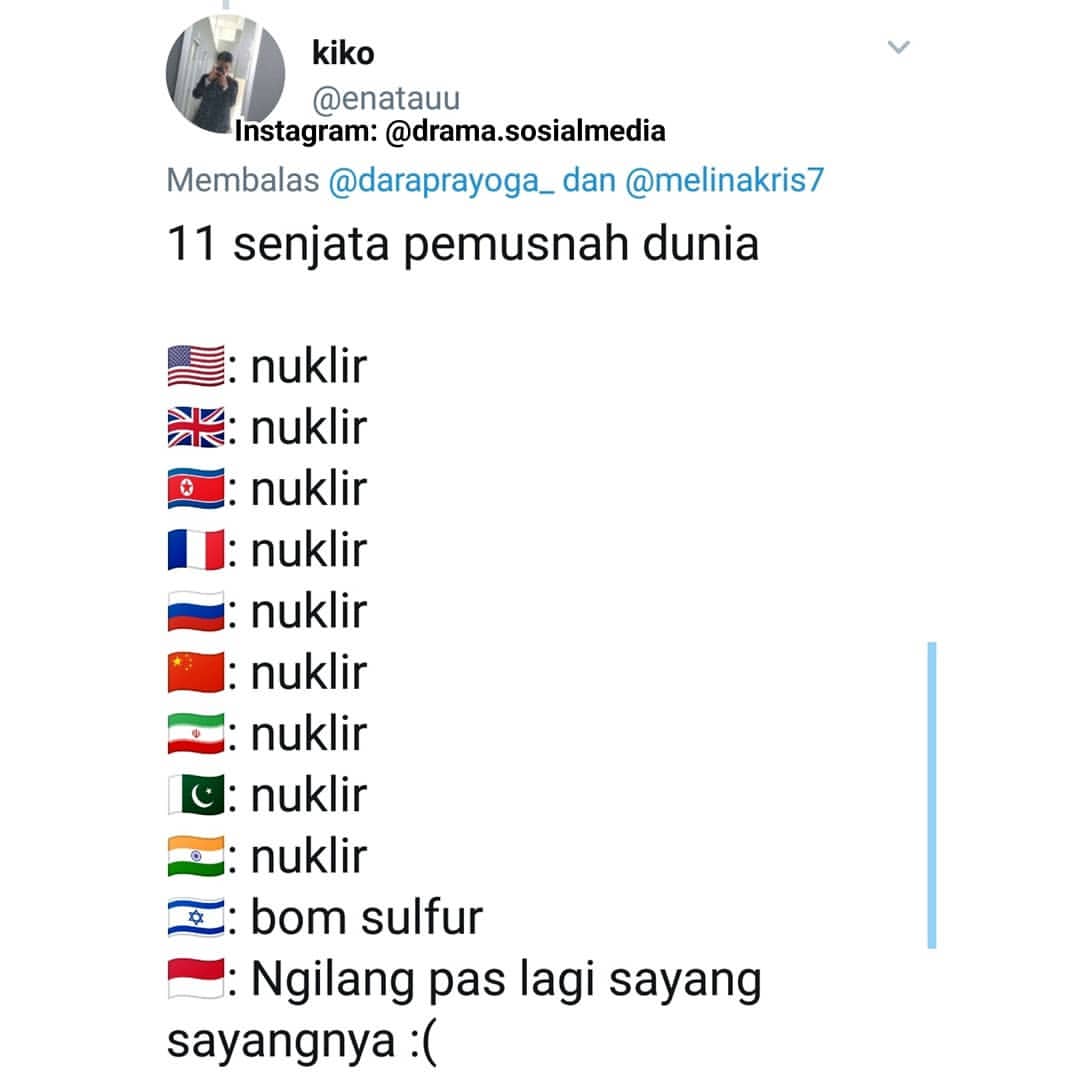 kiko
@enatauu
Instagram: @drama.sosialmedia
Membalas @daraprayoga_ dan @melinakris7
11 senjata pemusnah dunia
🇺🇸: nuklir
🇬🇧: nuklir
🇰🇵: nuklir
🇫🇷: nuklir
🇷🇺: nuklir
🇨🇳: nuklir
🇮🇷: nuklir
🇵🇰: nuklir
🇮🇳: nuklir
🇮🇱: bom sulfur
🇮🇩: Ngilang pas lagi sayang
sayangnya :(